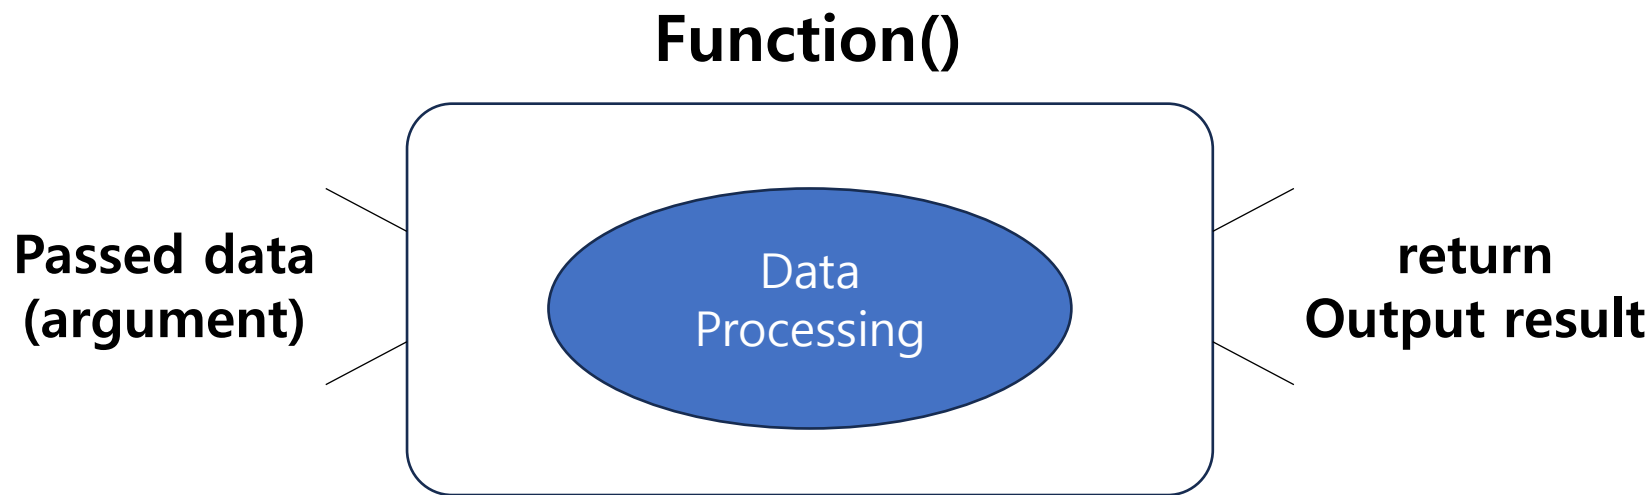 Function()
Passed data
(argument)
Data
Processing
return
Output result